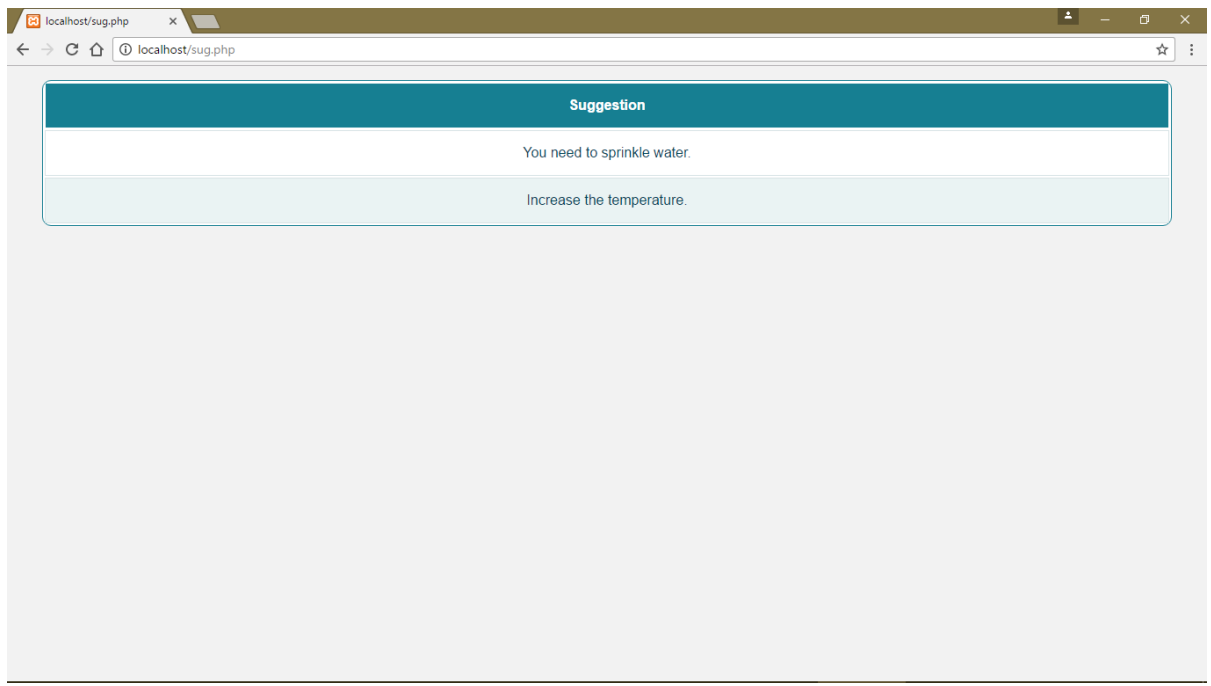 localhost/sug.php
localhost/sug.php
Suggestion
You need to sprinkle water.
Increase the temperature.